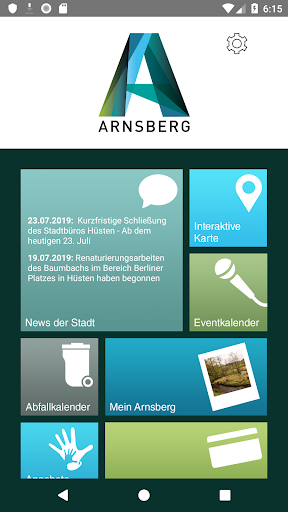 6:15
ARNSBERG
23.07.2019: Kurzfristige Schließung
des Stadtbüros Hüsten - Ab dem
heutigen 23. Juli
19.07.2019: Renaturierungsarbeiten
des Baumbachs im Bereich Berliner
Platzes in Hüsten haben begonnen
News der Stadt
Interaktive
Karte
Eventkalender
Abfallkalender
Mein Arnsberg